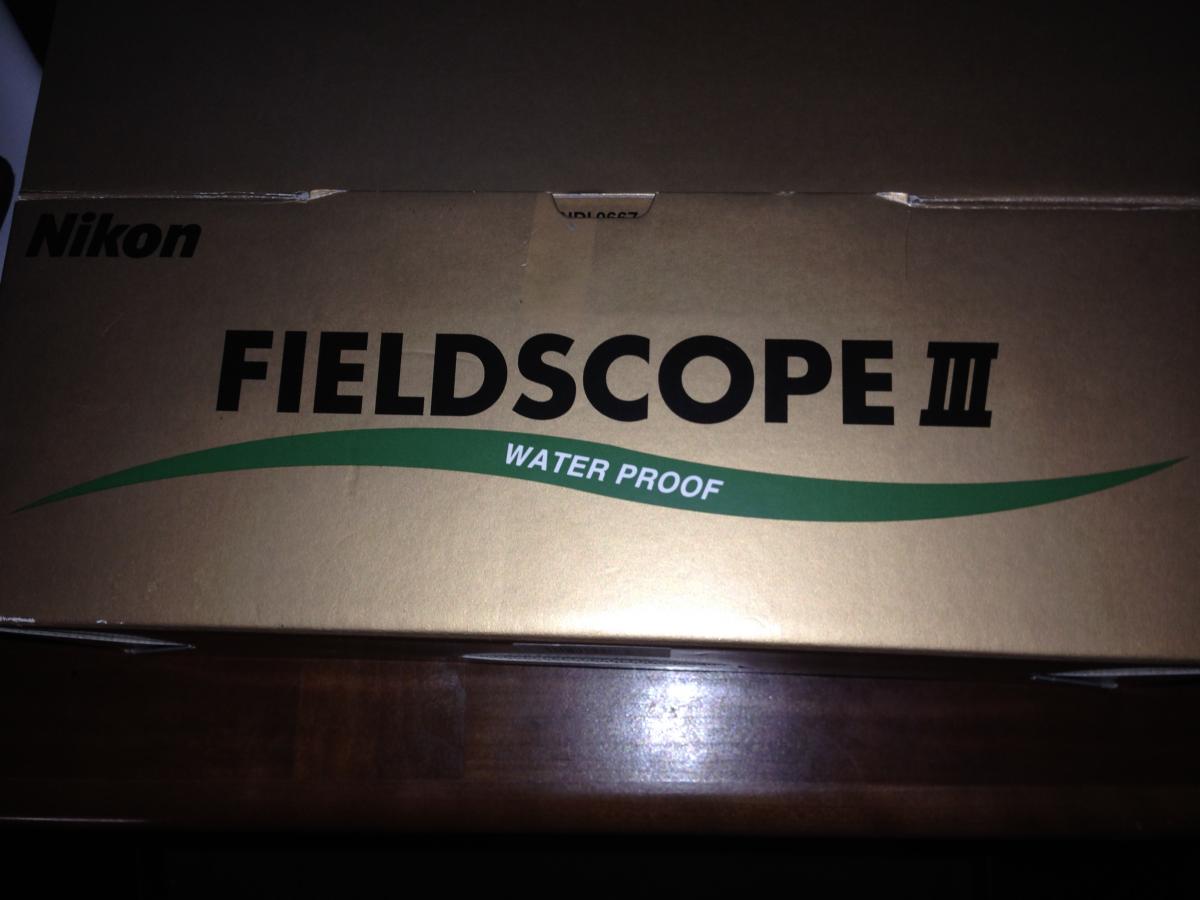 Nikon
FIELDSCOPE III
WATER PROOF